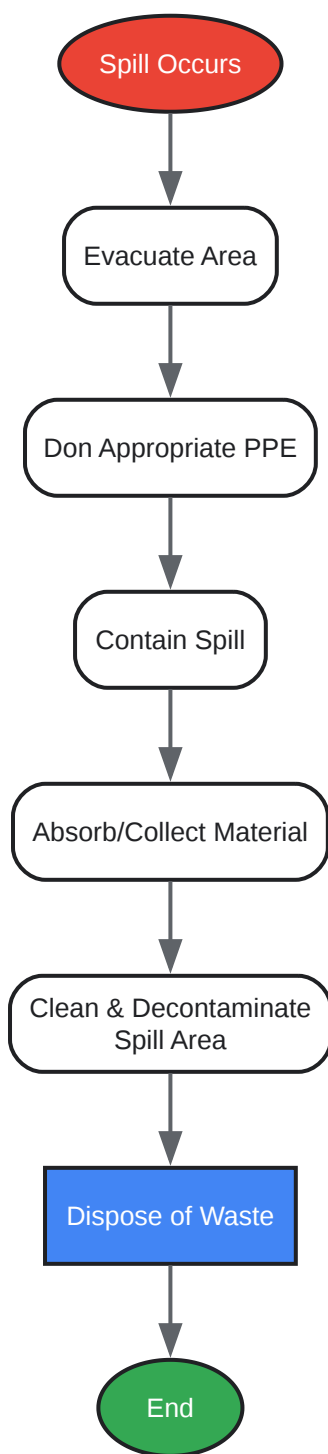 Spill Occurs
Evacuate Area
Don Appropriate PPE
Contain Spill
Absorb/Collect Material
Clean & Decontaminate
Spill Area
Dispose of Waste
End